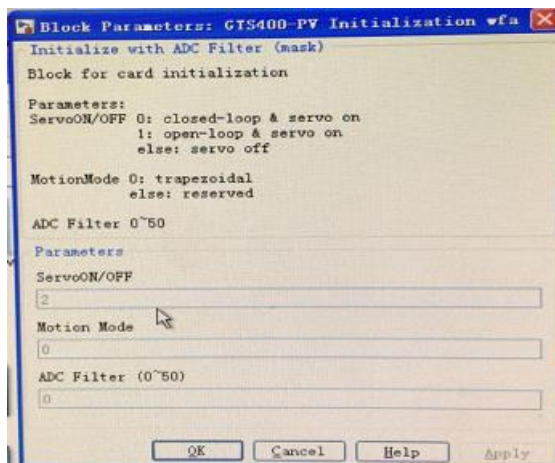 Block Parameters: GTS400-PV Initialization wfa
Initialize with ADC Filter (mask)
Block for card initialization
Parameters:
ServoON/OFF 0: closed-loop & servo on
1: open-loop & servo on
else: servo off
MotionMode 0: trapezoidal
else: reserved
ADC Filter 0~50
Parameters
ServoON/OFF
2
Motion Mode
0
ADC Filter (0~50)
0
OK Cancel Help Apply